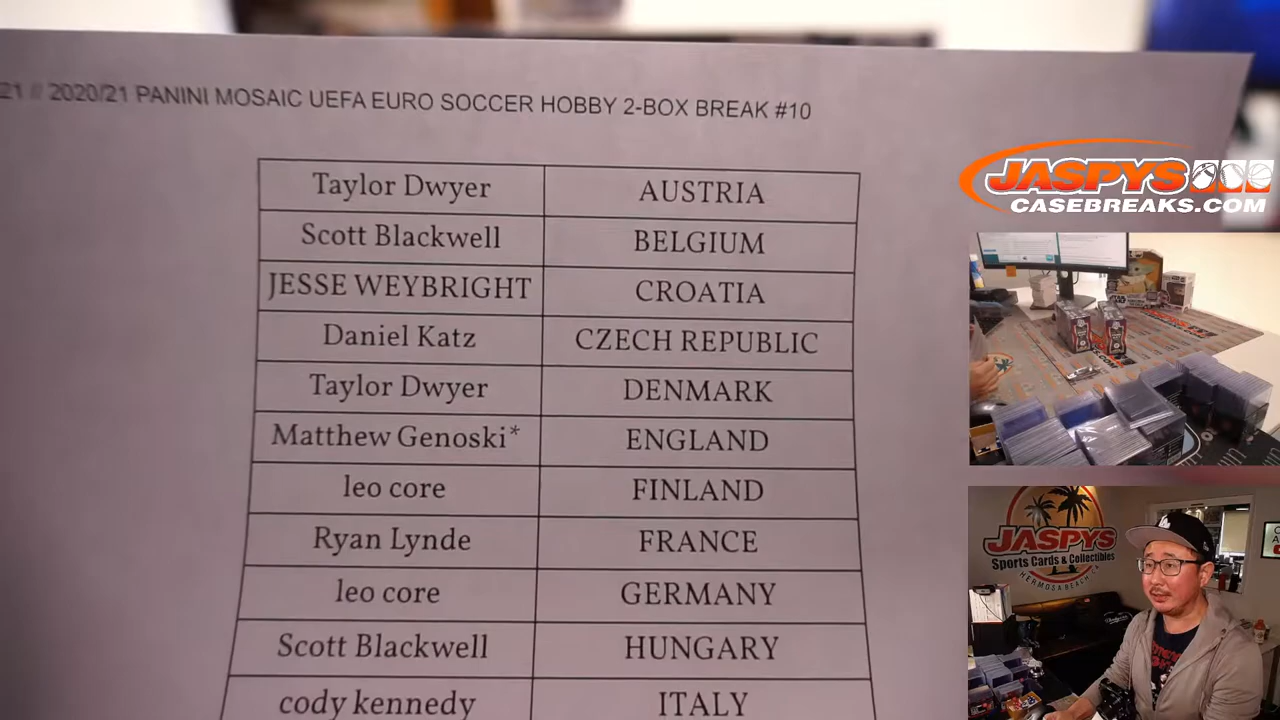 21 // 2020/21 PANINI MOSAIC UEFA EURO SOCCER HOBBY 2-BOX BREAK #10
Taylor Dwyer AUSTRIA
Scott Blackwell BELGIUM
JESSE WEYBRIGHT CROATIA
Daniel Katz CZECH REPUBLIC
Taylor Dwyer DENMARK
Matthew Genoski* ENGLAND
leo core FINLAND
Ryan Lynde FRANCE
leo core GERMANY
Scott Blackwell HUNGARY
cody kennedy ITALY
JASPYS
CASEBREAKS.COM
JASPYS
Sports Cards & Collectibles
HERMOSA BEACH CA